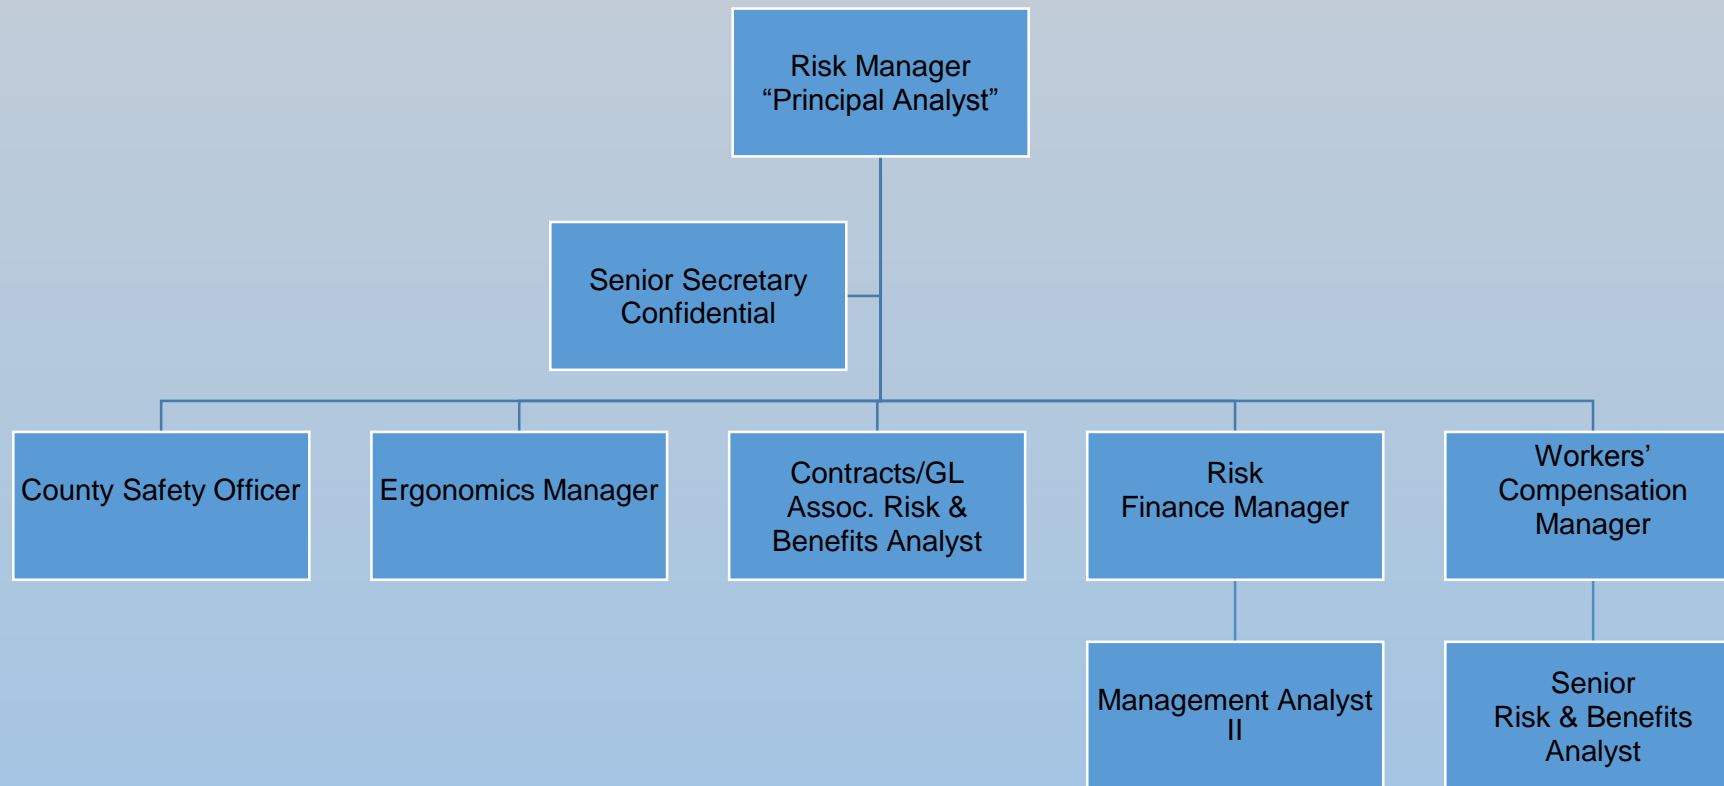 Risk Manager
“Principal Analyst”
Senior Secretary
Confidential
County Safety Officer
Ergonomics Manager
Contracts/GL
Assoc. Risk &
Benefits Analyst
Risk
Finance Manager
Workers’
Compensation
Manager
Management Analyst
II
Senior
Risk & Benefits
Analyst